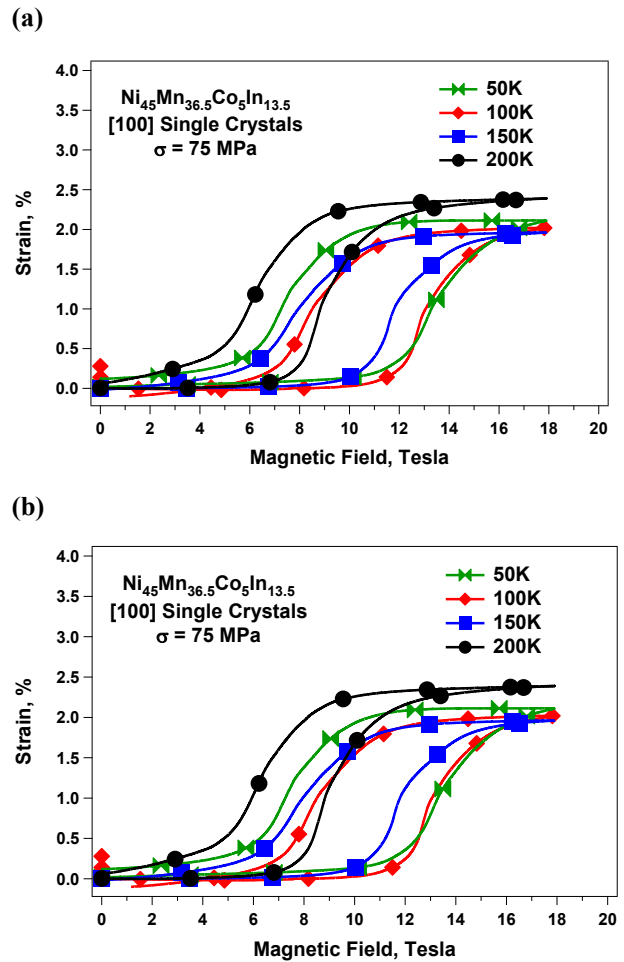 (a)
4.0
3.5
3.0
2.5
2.0
1.5
1.0
0.5
0.0
Strain, %
Ni45Mn36.5Co5In13.5
[100] Single Crystals
σ = 75 MPa
50K
100K
150K
200K
0 2 4 6 8 10 12 14 16 18 20
Magnetic Field, Tesla
(b)
4.0
3.5
3.0
2.5
2.0
1.5
1.0
0.5
0.0
Strain, %
Ni45Mn36.5Co5In13.5
[100] Single Crystals
σ = 75 MPa
50K
100K
150K
200K
0 2 4 6 8 10 12 14 16 18 20
Magnetic Field, Tesla